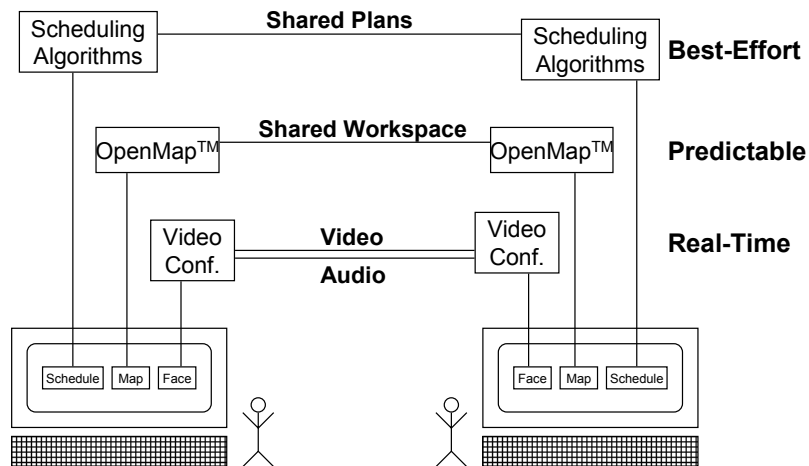 Shared Plans
Scheduling
Algorithms
Scheduling
Algorithms
Best-Effort
Shared Workspace
OpenMap™
OpenMap™
Predictable
Video
Conf.
Video
Audio
Video
Conf.
Real-Time
Schedule
Map
Face
Face
Map
Schedule